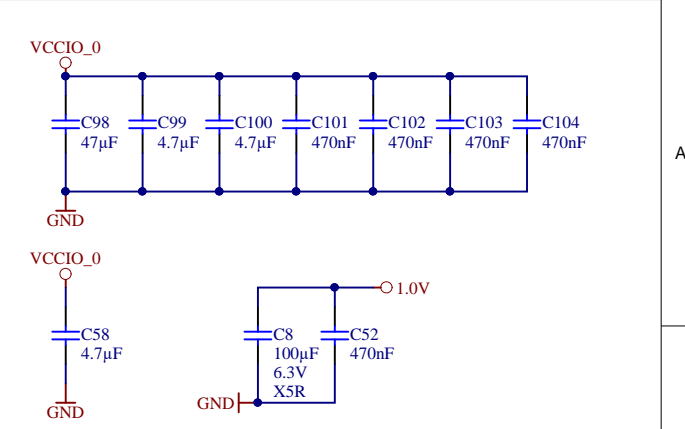 VCCIO_0
C98
47µF
C99
4.7µF
C100
4.7µF
C101
470nF
C102
470nF
C103
470nF
C104
470nF
GND
A
VCCIO_0
C58
4.7µF
GND
1.0V
C8
100µF
6.3V
X5R
C52
470nF
GND